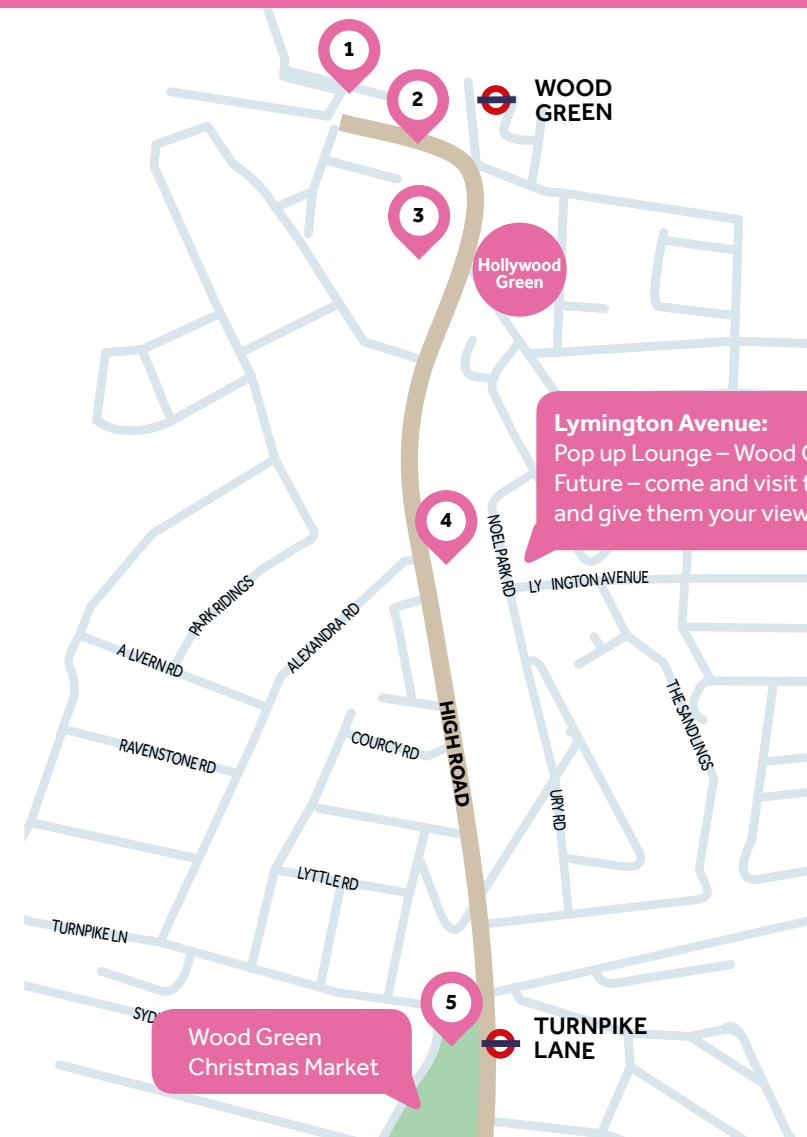 1
2
WOOD
GREEN
3
Hollywood
Green
Lymington Avenue:
Pop up Lounge – Wood G
Future – come and visit t
and give them your view
4
NOEL PARK RD
LY INGTON AVENUE
PARK RIDINGS
ALEXANDRA RD
A LVERN RD
THE SANDLINGS
HIGH ROAD
COURCY RD
RAVENSTONE RD
URY RD
LYTTLE RD
TURNPIKE LN
5
SYD
TURNPIKE
LANE
Wood Green
Christmas Market